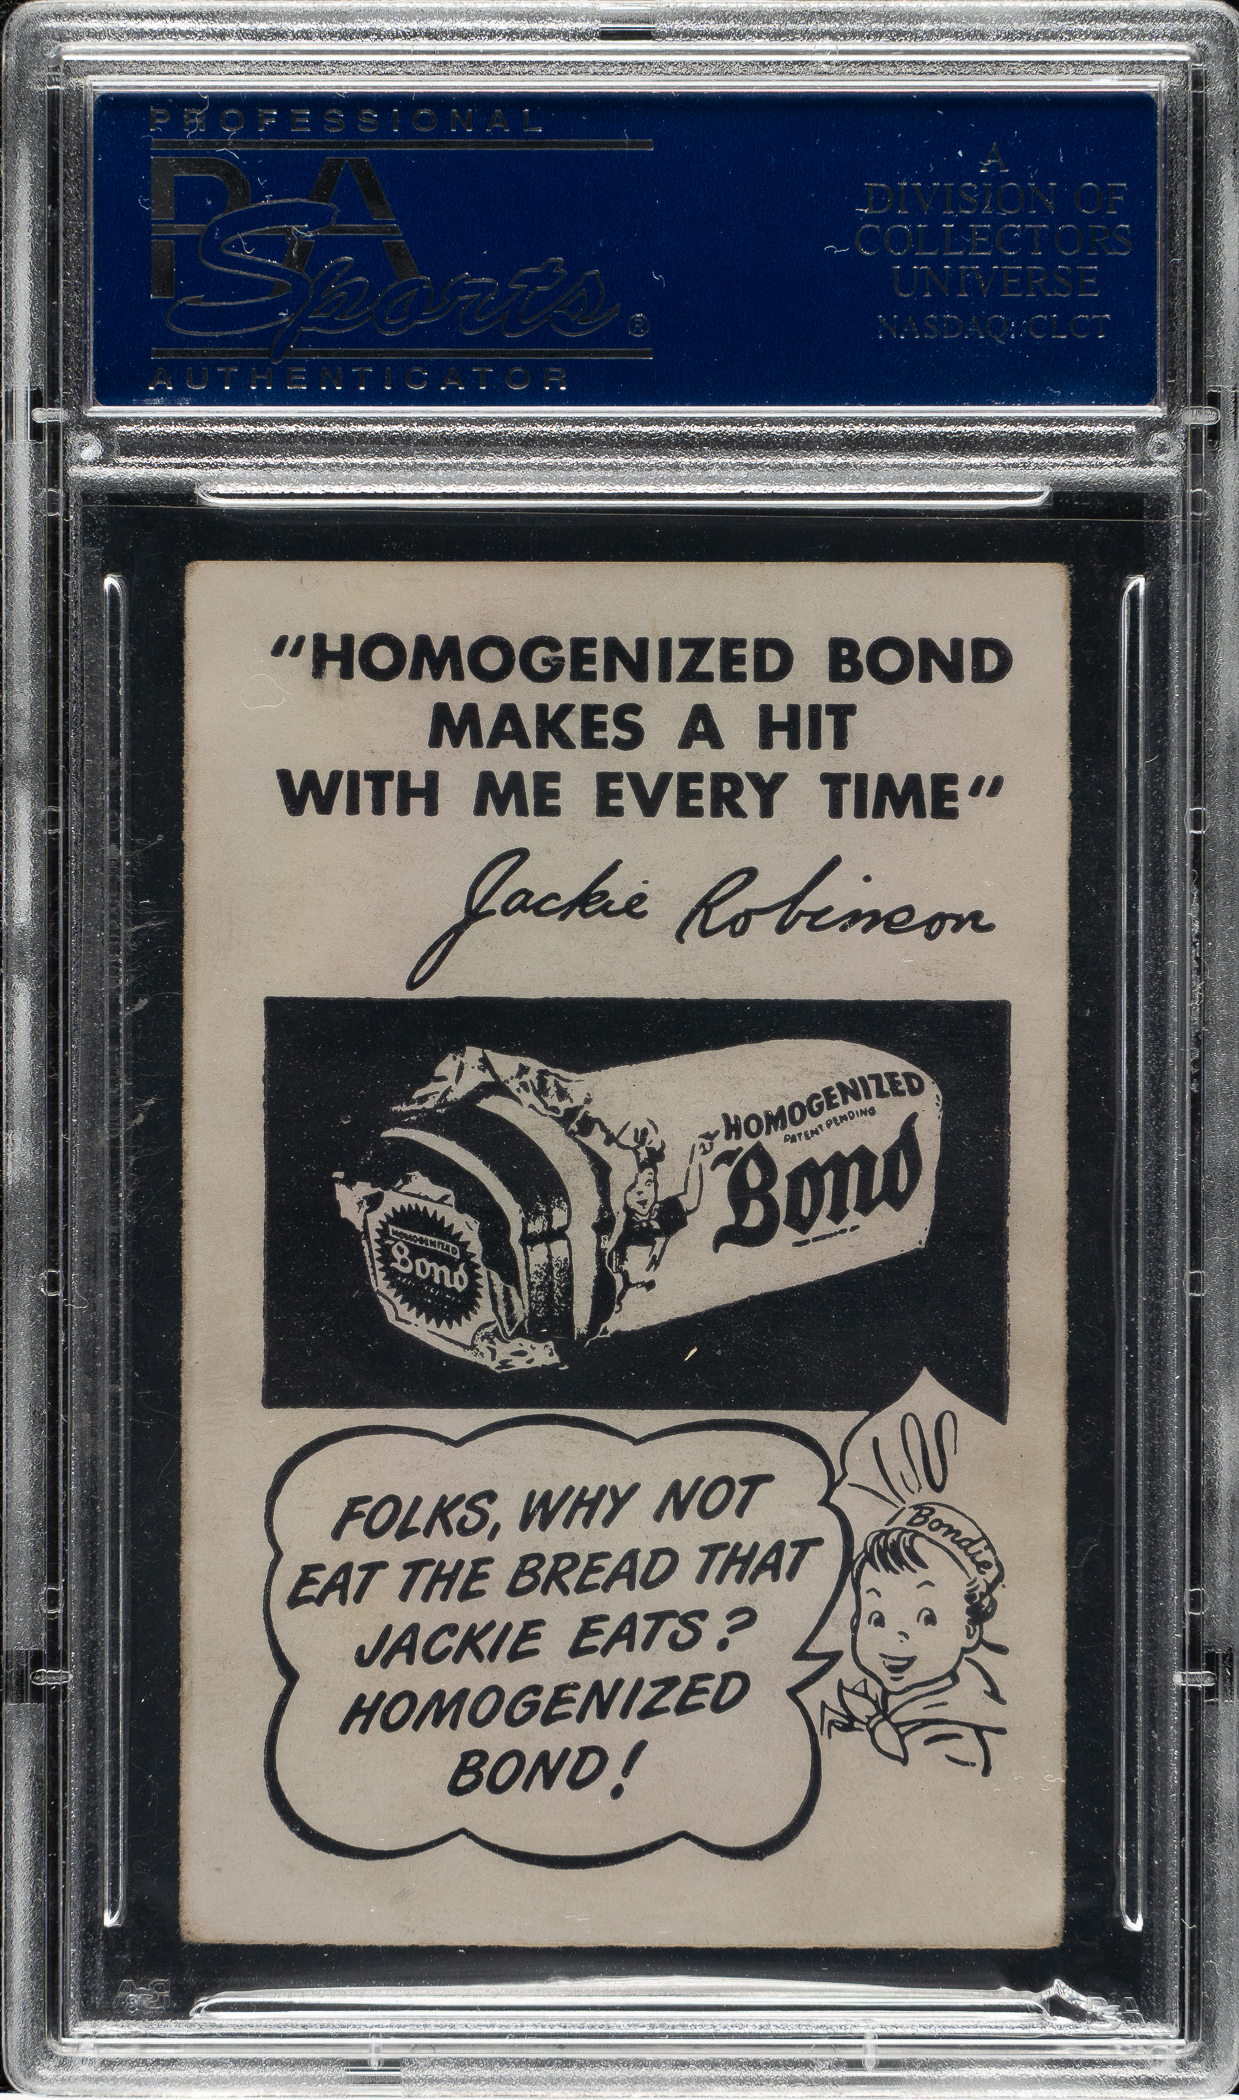 PROFESSIONAL
PSA
Sports®
AUTHENTICATOR
A
DIVISION OF
COLLECTORS
UNIVERSE
NASDAQ: CLCT
"HOMOGENIZED BOND
MAKES A HIT
WITH ME EVERY TIME"
Jackie Robinson
HOMOGENIZED
PATENT PENDING
Bond
HOMOGENIZED
Bond
Bondie
FOLKS, WHY NOT
EAT THE BREAD THAT
JACKIE EATS?
HOMOGENIZED
BOND!